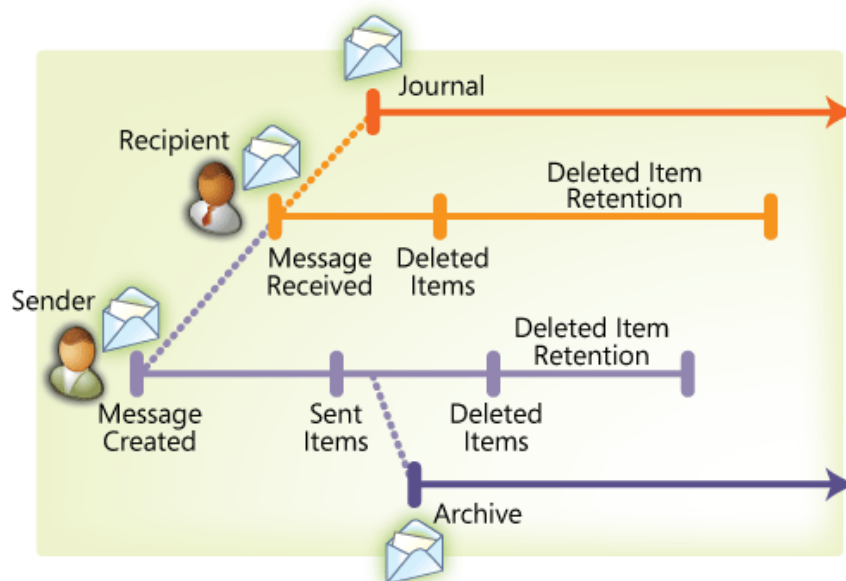 Journal
Recipient
Deleted Item
Retention
Message
Received
Deleted
Items
Sender
Deleted Item
Retention
Message
Created
Sent
Items
Deleted
Items
Archive